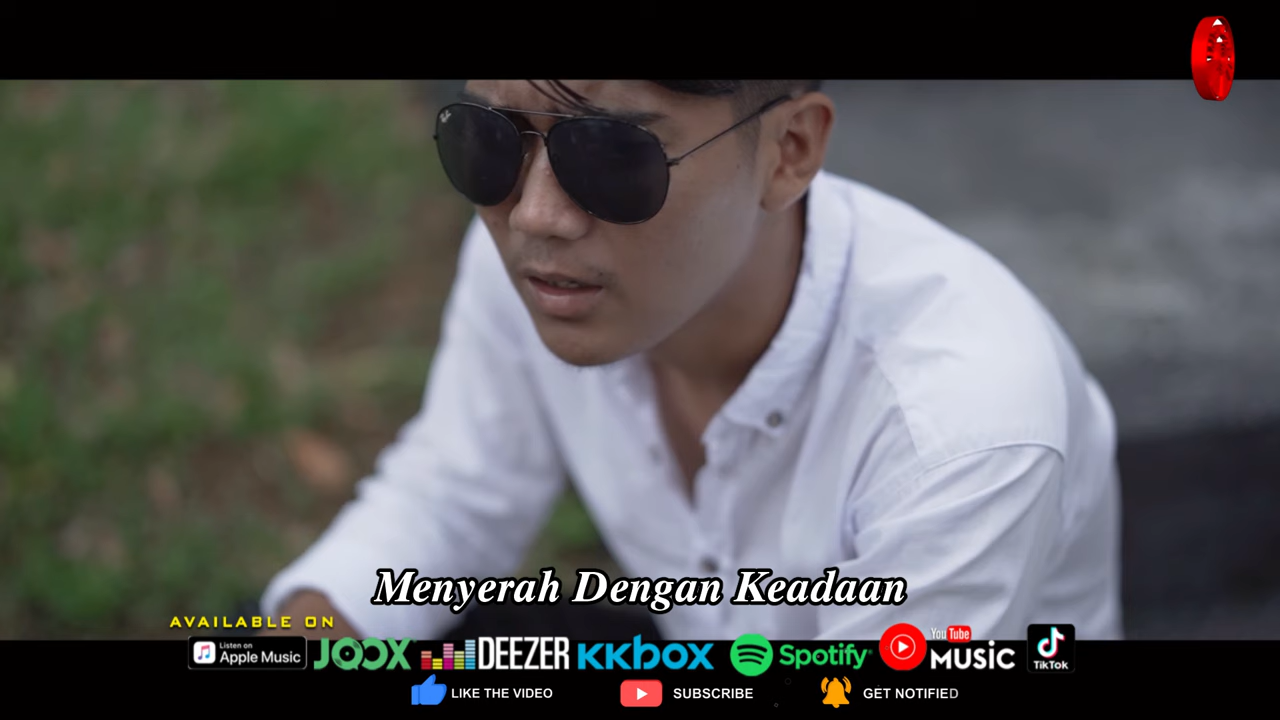 Menyerah Dengan Keadaan
AVAILABLE ON
Listen on
Apple Music
JOOX
DEEZER
KKBOX
Spotify
YouTube
MUSIC
TikTok
LIKE THE VIDEO
SUBSCRIBE
GET NOTIFIED